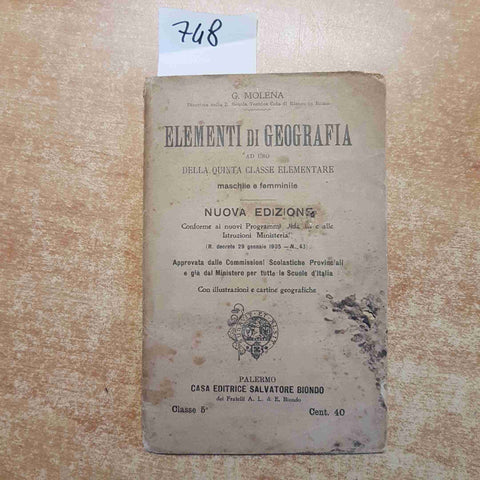 748
G. MOLENA
ELEMENTI DI GEOGRAFIA
AD USO
DELLA QUINTA CLASSE ELEMENTARE
maschile e femminile
NUOVA EDIZIONE
Conforme ai nuovi Programmi e alle
Istruzioni Ministeriali
(R. decreto 29 gennaio 1905 — N. 43)
Approvata dalle Commissioni Scolastiche Provinciali
e già dal Ministero per tutte le Scuole d'Italia
Con illustrazioni e cartine geografiche
PALERMO
CASA EDITRICE SALVATORE BIONDO
dei Fratelli A. L. & E. Biondo
Classe 5ª
Cent. 40